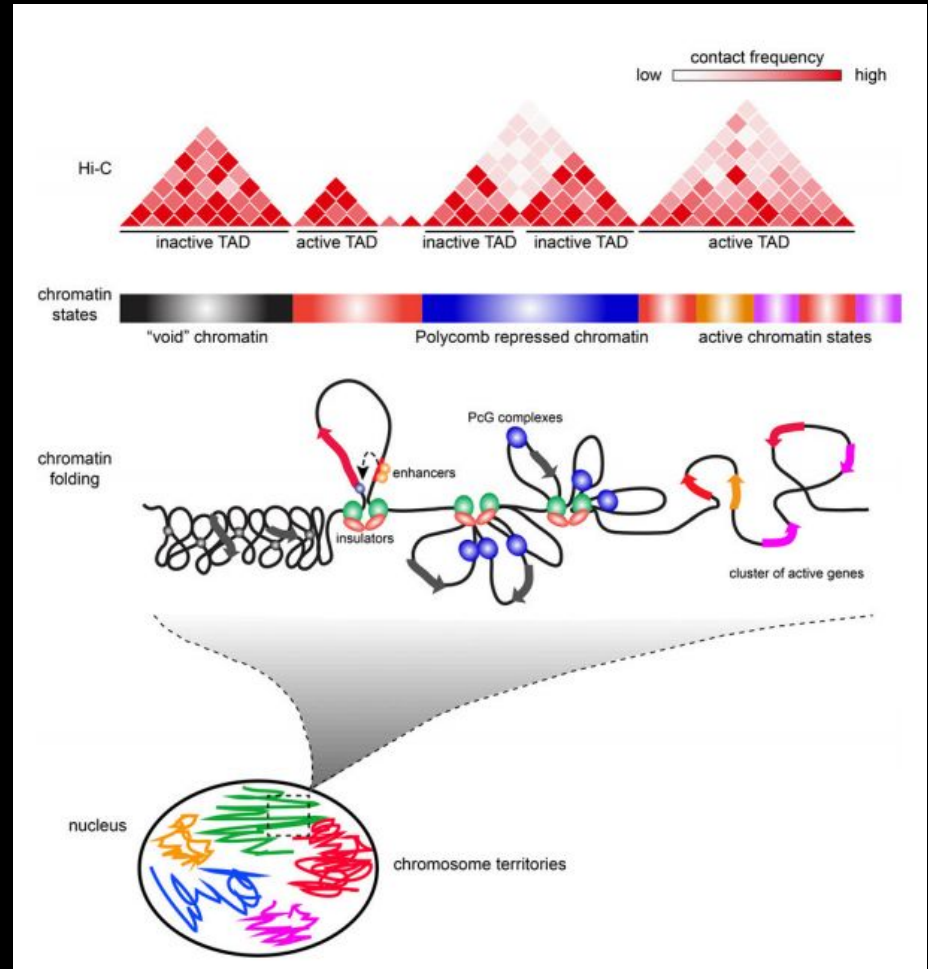 contact frequency
low high
Hi-C
inactive TAD active TAD inactive TAD inactive TAD active TAD
chromatin
states
"void" chromatin Polycomb repressed chromatin active chromatin states
PcG complexes
chromatin
folding
enhancers
insulators
cluster of active genes
nucleus
chromosome territories